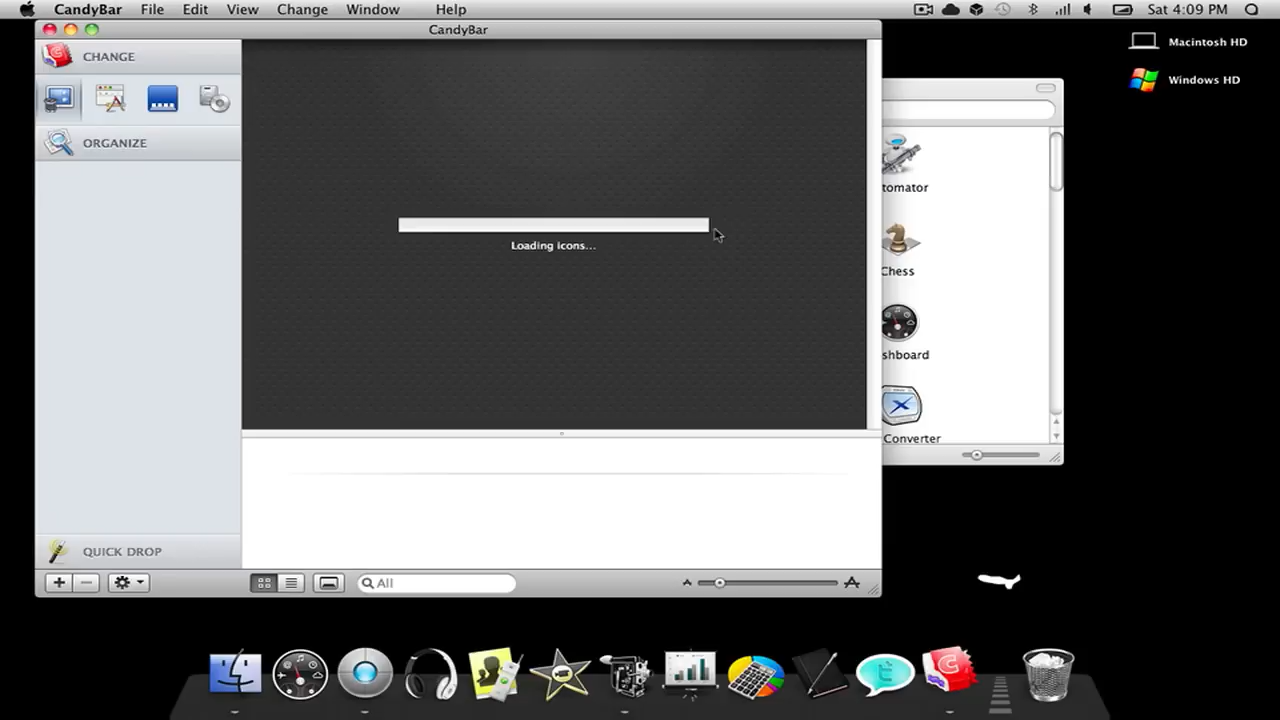 CandyBar File Edit View Change Window Help Sat 4:09 PM
CandyBar
Macintosh HD
Windows HD
CHANGE
ORGANIZE
Loading icons...
tomator
Chess
shboard
Converter
QUICK DROP
All